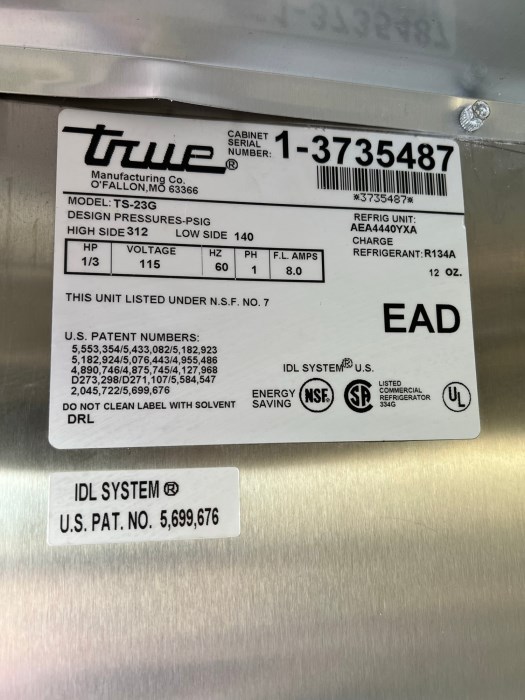 true®
Manufacturing Co.
O'FALLON,MO 63366
CABINET
SERIAL
NUMBER: 1-3735487
*3735487*
MODEL: TS-23G
DESIGN PRESSURES-PSIG
HIGH SIDE 312 LOW SIDE 140
REFRIG UNIT:
AEA4440YXA
CHARGE
REFRIGERANT: R134A
12 OZ.
HP VOLTAGE HZ PH F.L. AMPS
1/3 115 60 1 8.0
THIS UNIT LISTED UNDER N.S.F. NO. 7
EAD
U.S. PATENT NUMBERS:
5,553,354/5,433,082/5,182,923
5,182,924/5,076,443/4,955,486
4,890,746/4,875,745/4,127,968
D273,298/D271,107/5,584,547
2,045,722/5,699,676
IDL SYSTEM® U.S.
DO NOT CLEAN LABEL WITH SOLVENT
DRL
ENERGY
SAVING
NSF®
SA
LISTED
COMMERCIAL
REFRIGERATOR
334G
UL
IDL SYSTEM ®
U.S. PAT. NO. 5,699,676